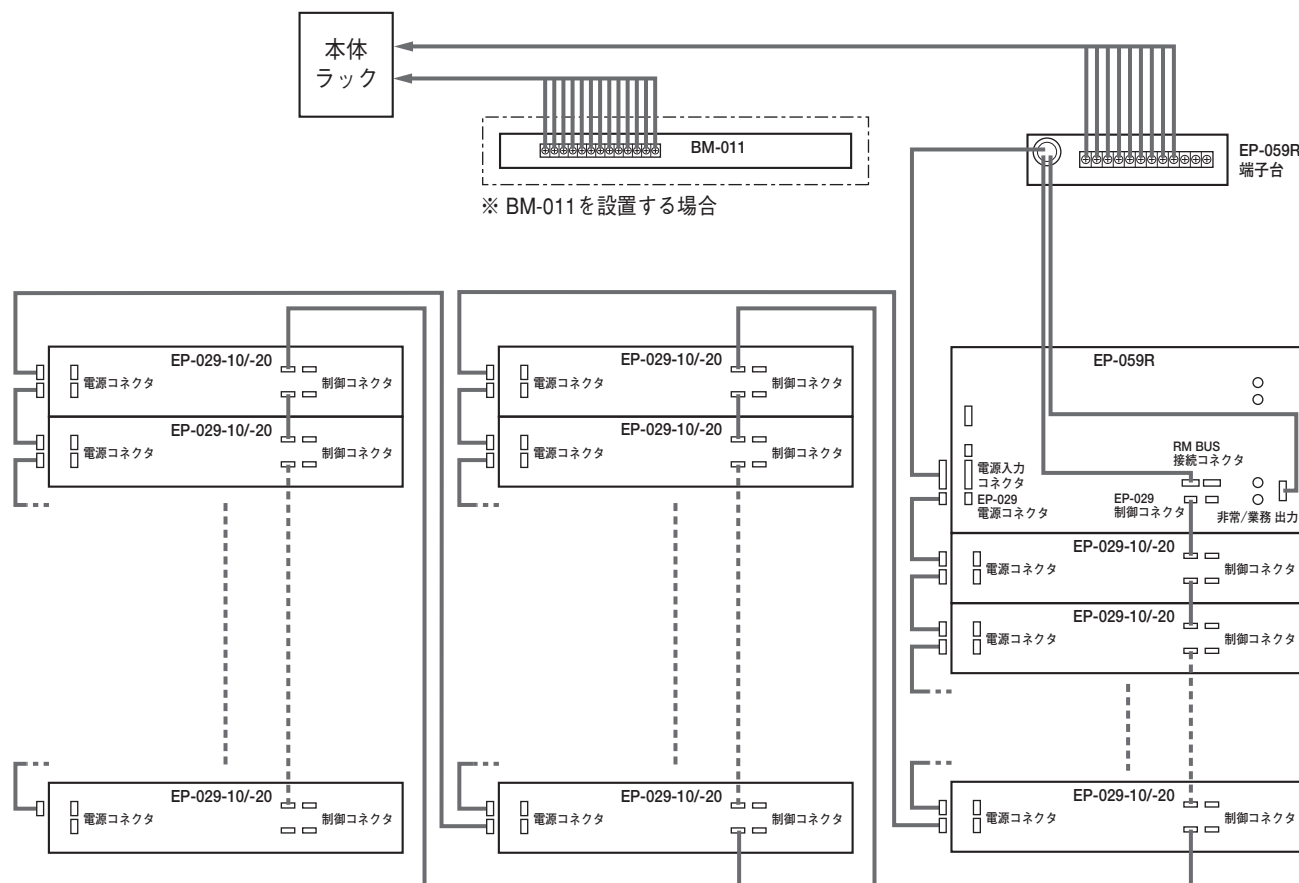 本体
ラック
BM-011
EP-059R
端子台
※ BM-011を設置する場合
EP-029-10/-20
電源コネクタ
制御コネクタ
EP-029-10/-20
電源コネクタ
制御コネクタ
EP-029-10/-20
電源コネクタ
制御コネクタ
EP-029-10/-20
電源コネクタ
制御コネクタ
EP-029-10/-20
電源コネクタ
制御コネクタ
EP-029-10/-20
電源コネクタ
制御コネクタ
EP-059R
RM BUS
接続コネクタ
電源入力
コネクタ
EP-029
電源コネクタ
EP-029
制御コネクタ
非常/業務 出力
EP-029-10/-20
電源コネクタ
制御コネクタ
EP-029-10/-20
電源コネクタ
制御コネクタ
EP-029-10/-20
電源コネクタ
制御コネクタ